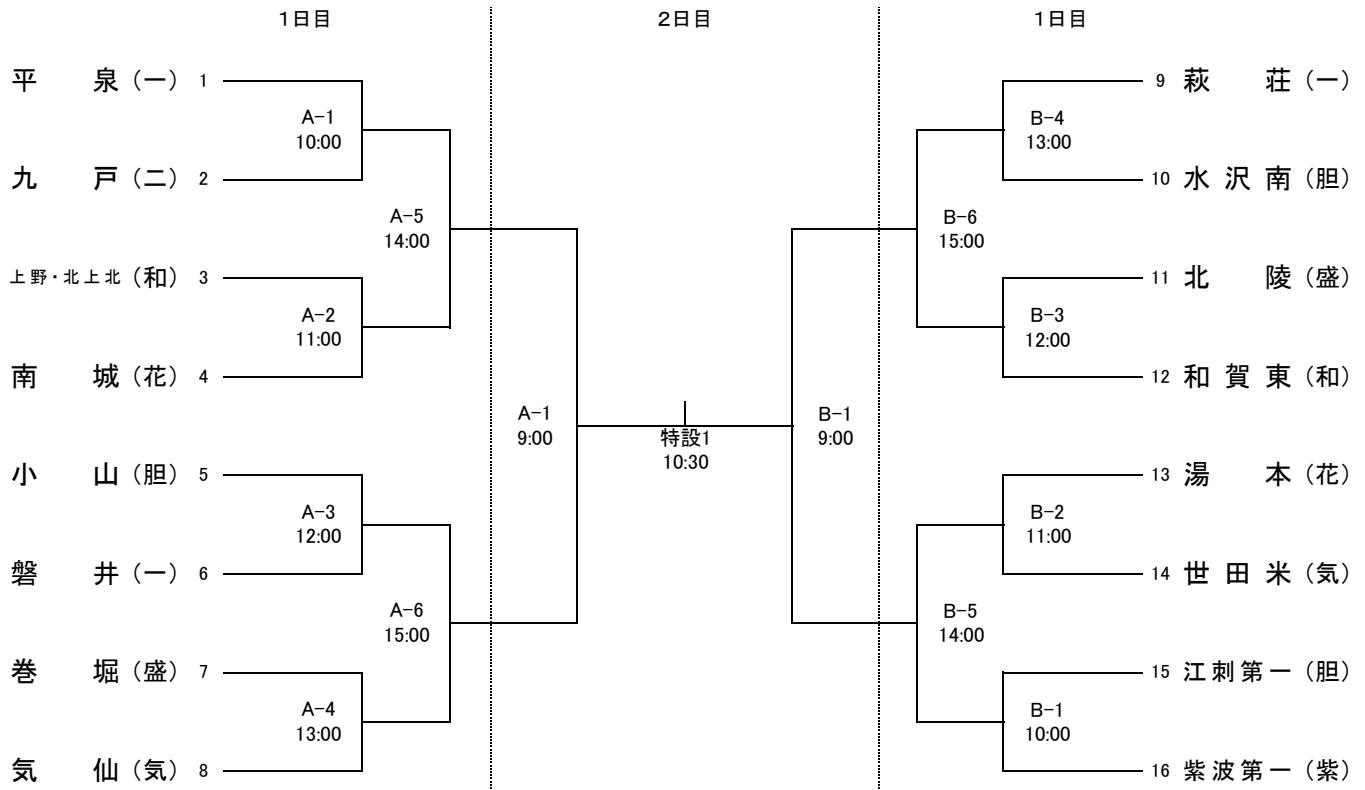 1日目 2日目 1日目
平 泉（一） 1
9 萩 荘（一）
A-1
10:00
B-4
13:00
九 戸（二） 2
10 水沢南（胆）
A-5
14:00
B-6
15:00
上野・北上北（和） 3
11 北 陵（盛）
A-2
11:00
B-3
12:00
南 城（花） 4
12 和賀東（和）
A-1
9:00
特設1
10:30
B-1
9:00
小 山（胆） 5
13 湯 本（花）
A-3
12:00
B-2
11:00
磐 井（一） 6
14 世田米（気）
A-6
15:00
B-5
14:00
巻 堀（盛） 7
15 江刺第一（胆）
A-4
13:00
B-1
10:00
気 仙（気） 8
16 紫波第一（紫）